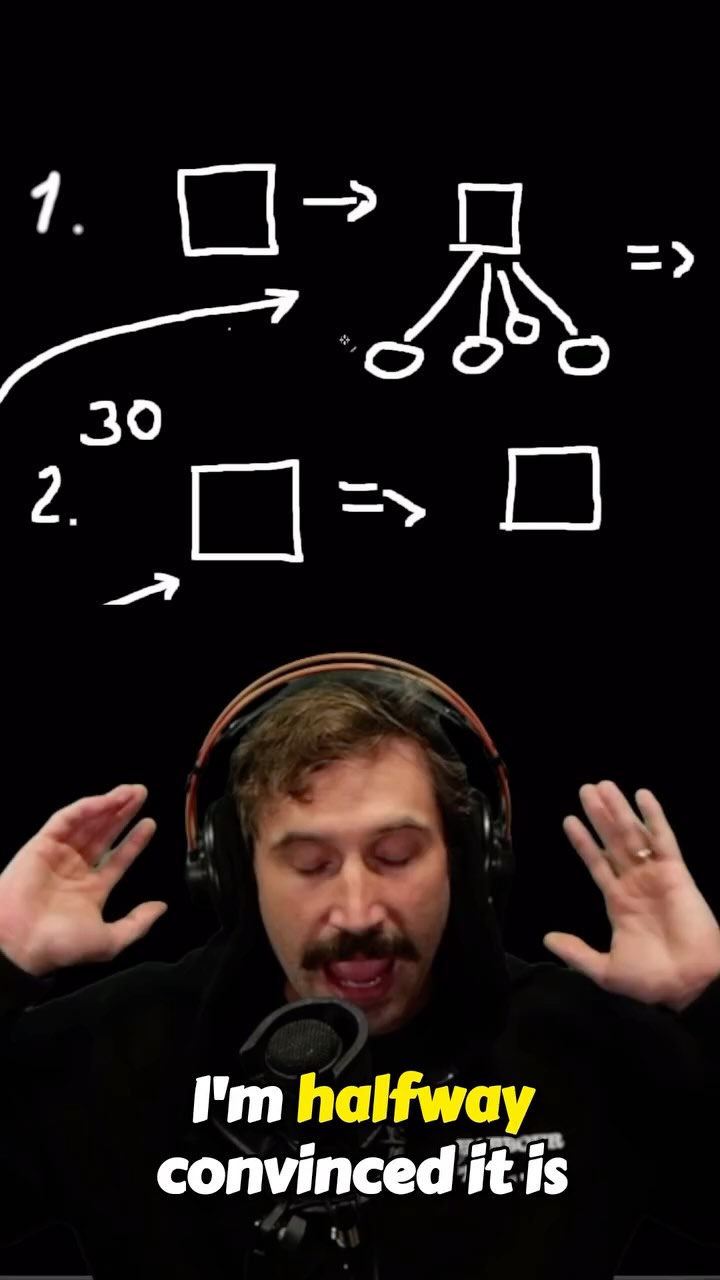 1. → =>
30
2. =>
I'm halfway
convinced it is